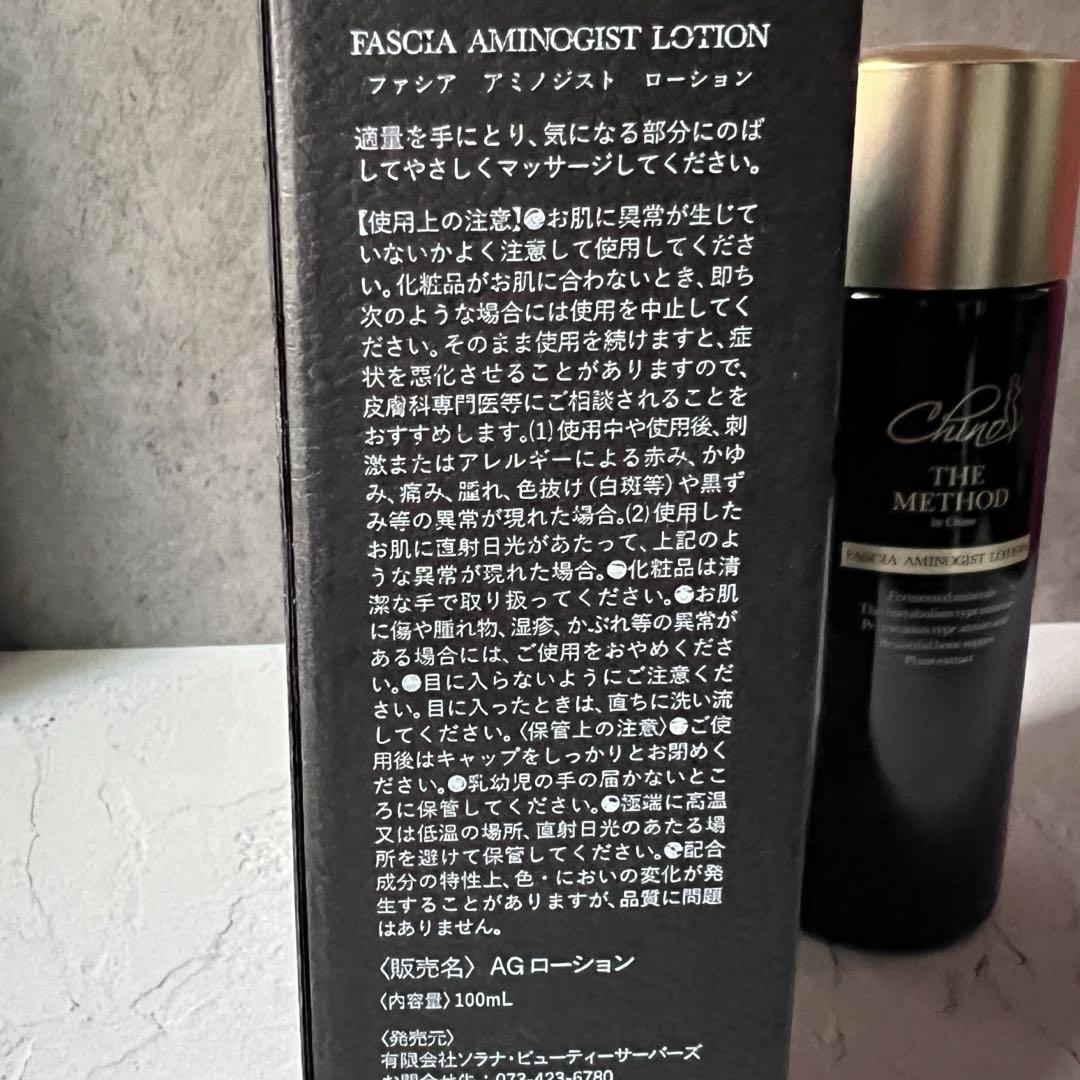 FASCIA AMINOGIST LOTION
ファシア アミノジスト ローション
適量を手にとり、気になる部分にのば
してやさしくマッサージしてください。
【使用上の注意】●お肌に異常が生じて
いないかよく注意して使用してくださ
い。化粧品がお肌に合わないとき、即ち
次のような場合には使用を中止してく
ださい。そのまま使用を続けますと、症
状を悪化させることがありますので、
皮膚科専門医等にご相談されることを
おすすめします。(1)使用中や使用後、刺
激またはアレルギーによる赤み、かゆ
み、痛み、腫れ、色抜け(白斑等)や黒ず
み等の異常が現れた場合。(2)使用した
お肌に直射日光があたって、上記のよ
うな異常が現れた場合。●化粧品は清
潔な手で取り扱ってください。●お肌
に傷や腫れ物、湿疹、かぶれ等の異常が
ある場合には、ご使用をおやめくださ
い。●目に入らないようにご注意くだ
さい。目に入ったときは、直ちに洗い流
してください。〈保管上の注意〉●ご使
用後はキャップをしっかりとお閉めく
ださい。●乳幼児の手の届かないとこ
ろに保管してください。●極端に高温
又は低温の場所、直射日光のあたる場
所を避けて保管してください。●配合
成分の特性上、色・においの変化が発
生することがありますが、品質に問題
はありません。
〈販売名〉 AGローション
〈内容量〉100mL
〈発売元〉
有限会社ソラナ・ビューティーサーバーズ
お問合せ先：073-423-6780
Chino
THE
METHOD
by Chino
FASCIA AMINOGIST LOTION
Fermented minerals
Plant extract